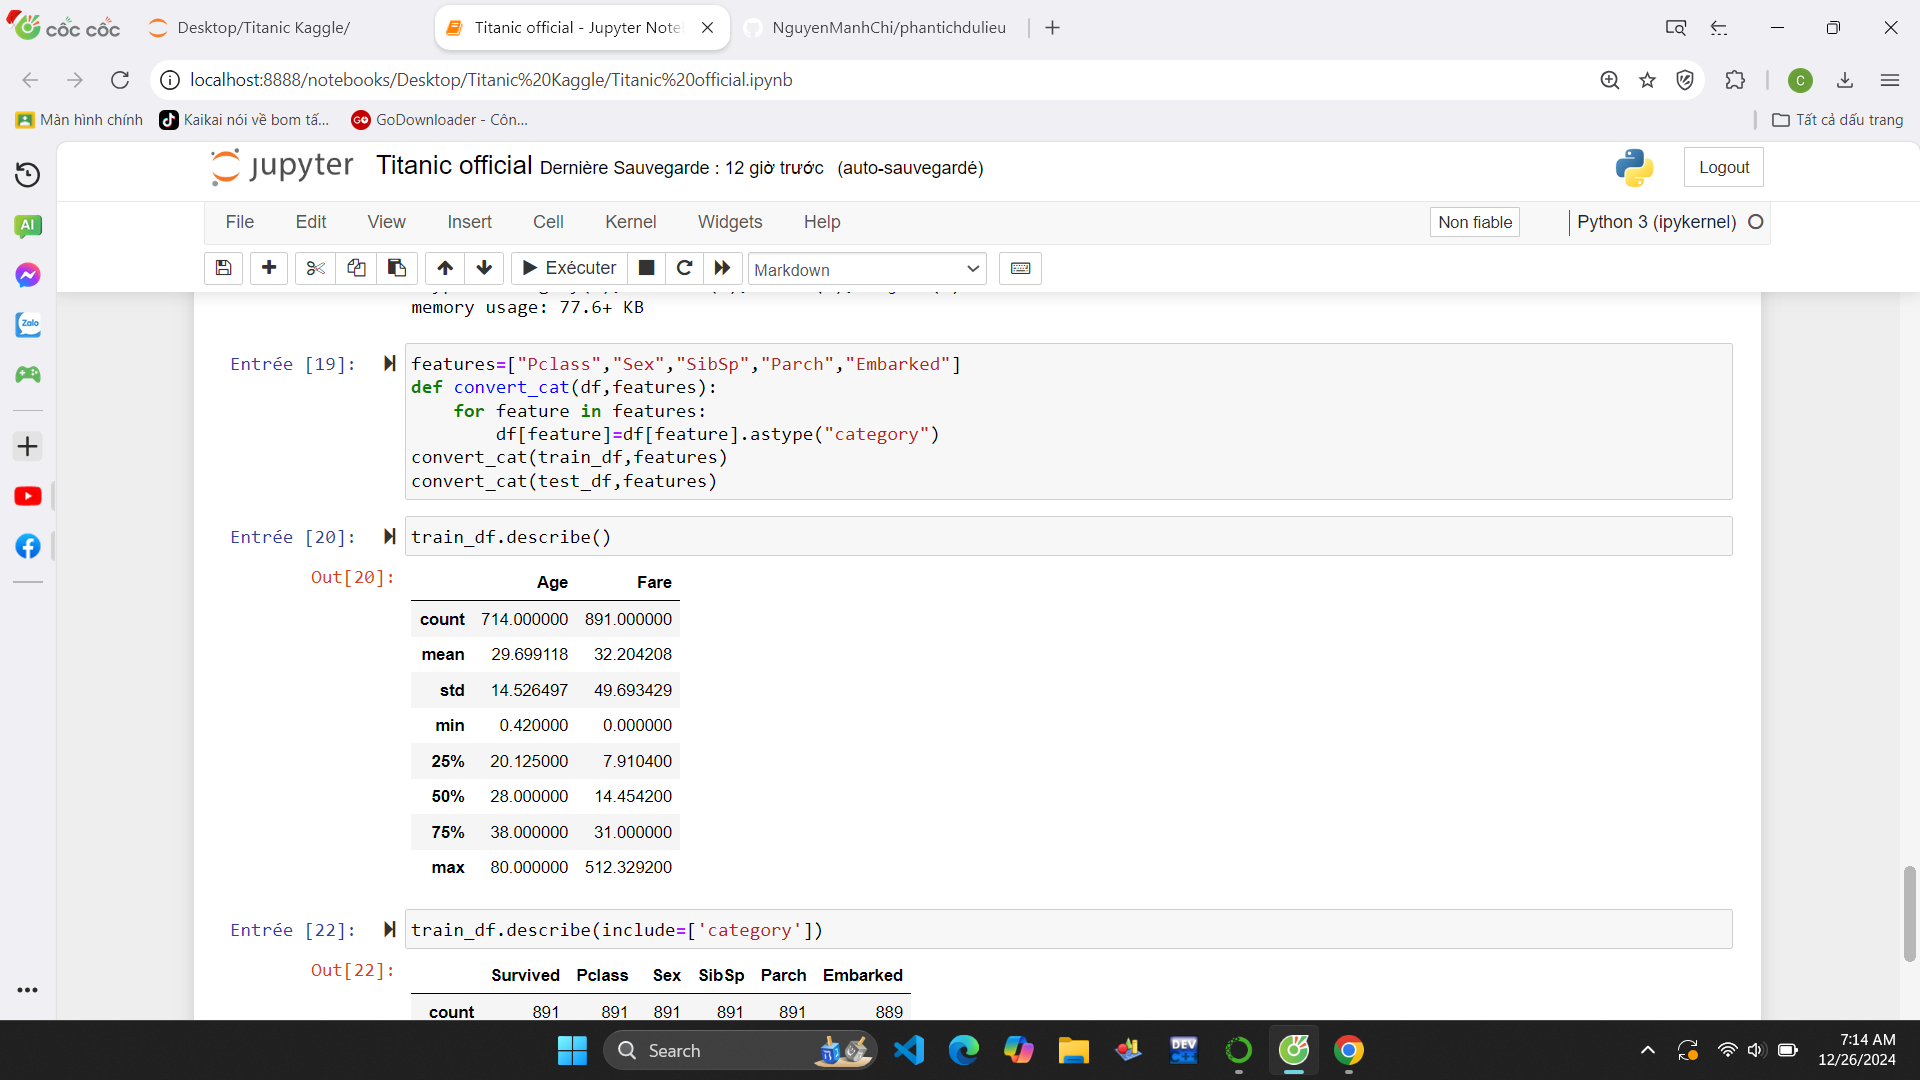 cốc cốc
Desktop/Titanic Kaggle/
Titanic official - Jupyter Note
NguyenManhChi/phantichdulieu
localhost:8888/notebooks/Desktop/Titanic%20Kaggle/Titanic%20official.ipynb
C
Màn hình chính
Kaikai nói về bom tấ...
GO
GoDownloader - Côn...
Tất cả dấu trang
AI
Zalo
jupyter
Titanic official
Dernière Sauvegarde : 12 giờ trước
(auto-sauvegardé)
Logout
File
Edit
View
Insert
Cell
Kernel
Widgets
Help
Non fiable
Python 3 (ipykernel)
Exécuter
Markdown
memory usage: 77.6+ KB
Entrée [19]:
features=["Pclass","Sex","SibSp","Parch","Embarked"]
def convert_cat(df,features):
    for feature in features:
        df[feature]=df[feature].astype("category")
convert_cat(train_df,features)
convert_cat(test_df,features)
Entrée [20]:
train_df.describe()
Out[20]:
Age Fare
count 714.000000 891.000000
mean 29.699118 32.204208
std 14.526497 49.693429
min 0.420000 0.000000
25% 20.125000 7.910400
50% 28.000000 14.454200
75% 38.000000 31.000000
max 80.000000 512.329200
Entrée [22]:
train_df.describe(include=['category'])
Out[22]:
Survived Pclass Sex SibSp Parch Embarked
count 891 891 891 891 891 889
Search
DEV
C++
7:14 AM
12/26/2024